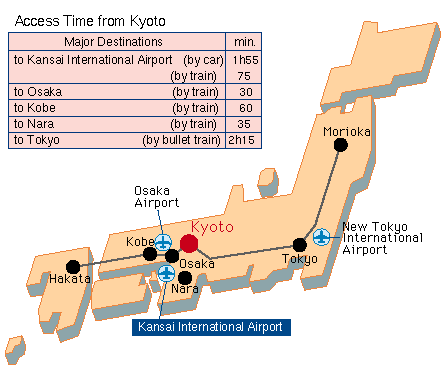 Access Time from Kyoto
Major Destinations min.
to Kansai International Airport (by car) 1h55
(by train) 75
to Osaka (by train) 30
to Kobe (by train) 60
to Nara (by train) 35
to Tokyo (by bullet train) 2h15
Morioka
Osaka
Airport
Kyoto
New Tokyo
International
Airport
Kobe
Osaka
Tokyo
Hakata
Nara
Kansai International Airport